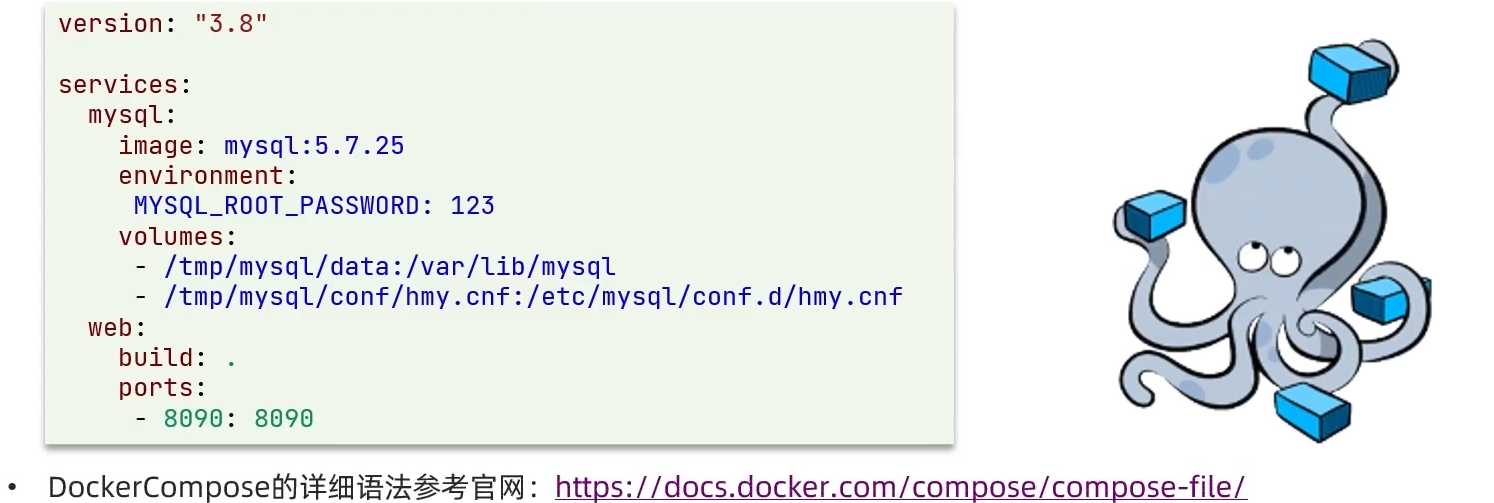 version: "3.8"
services:
  mysql:
    image: mysql:5.7.25
    environment:
     MYSQL_ROOT_PASSWORD: 123
    volumes:
     - /tmp/mysql/data:/var/lib/mysql
     - /tmp/mysql/conf/hmy.cnf:/etc/mysql/conf.d/hmy.cnf
  web:
    build: .
    ports:
     - 8090: 8090
• DockerCompose的详细语法参考官网：https://docs.docker.com/compose/compose-file/